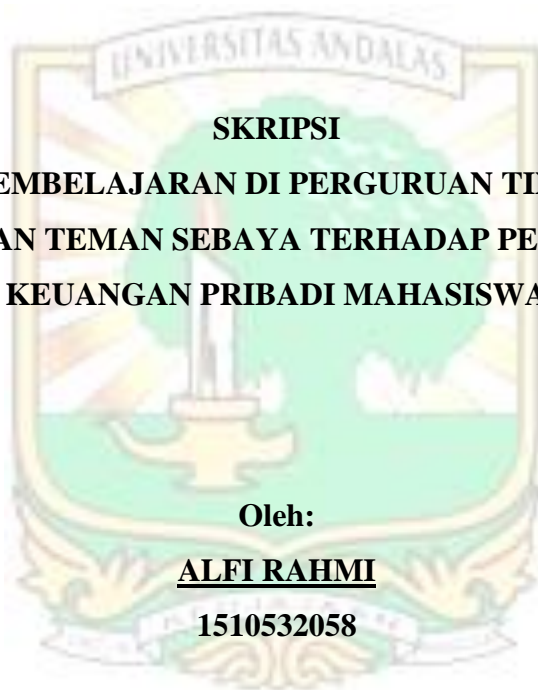 UNIVERSITAS ANDALAS
SKRIPSI
EMBELAJARAN DI PERGURUAN TI
AN TEMAN SEBAYA TERHADAP PE
KEUANGAN PRIBADI MAHASISWA
Oleh:
ALFI RAHMI
1510532058